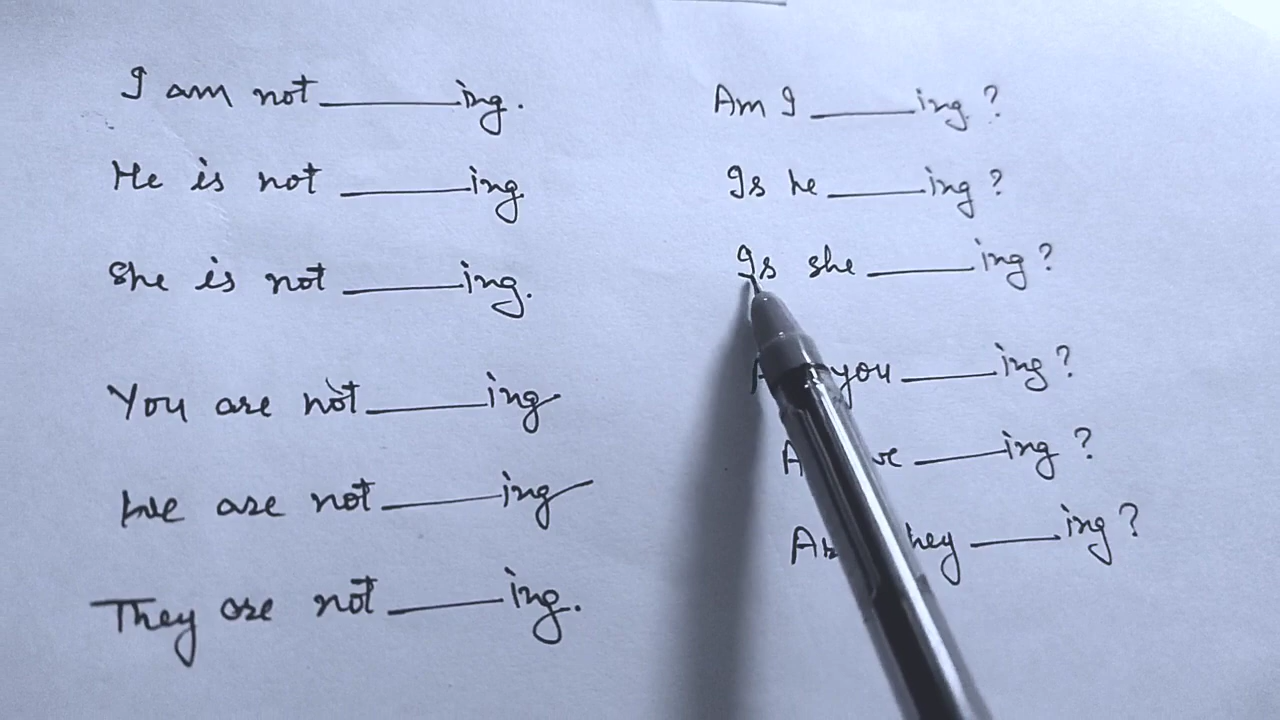 I am not ______ing.
He is not ______ing
She is not ______ing.
You are not ______ing
We are not ______ing
They are not ______ing.
Am I ______ing?
Is he ______ing?
Is she ______ing?
you ______ing?
______ing?
______ing?